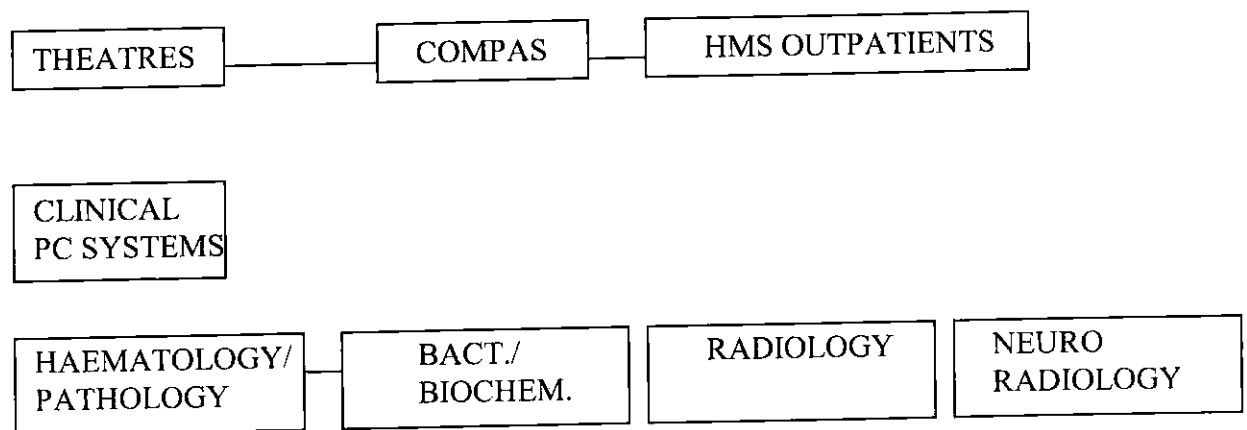 THEATRES
COMPAS
HMS OUTPATIENTS
CLINICAL
PC SYSTEMS
HAEMATOLOGY/
PATHOLOGY
BACT./
BIOCHEM.
RADIOLOGY
NEURO
RADIOLOGY